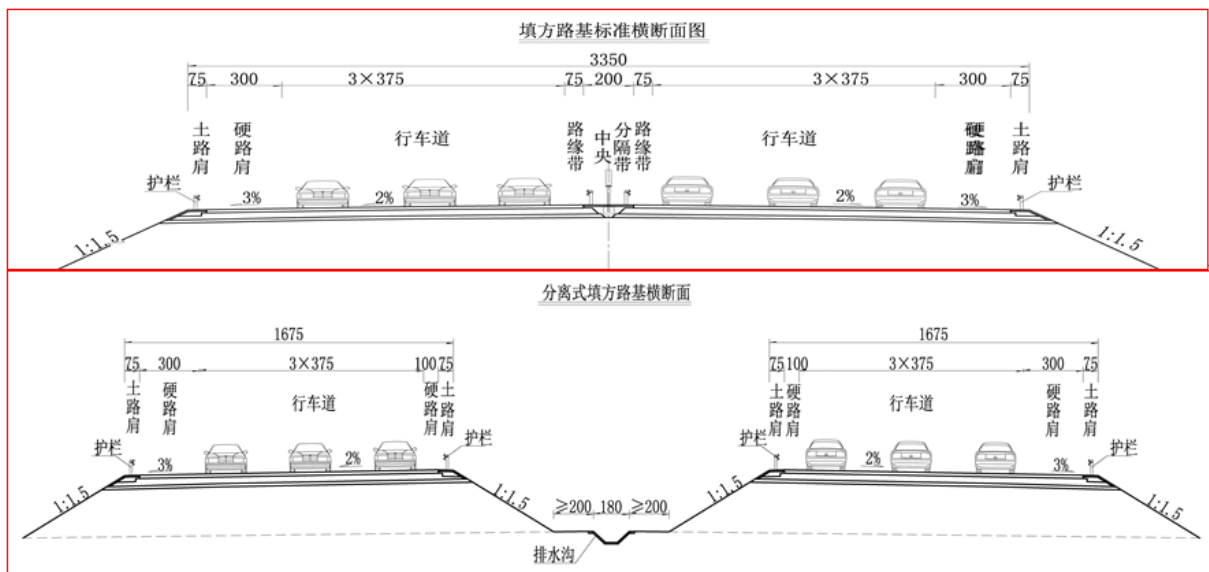 填方路基标准横断面图
3350
75 300 3×375 75 200 75 3×375 300 75
土路肩 硬路肩 行车道 路缘带 中央 分隔带 路缘带 行车道 硬路肩 土路肩
护栏 3% 2% 2% 3% 护栏
1:1.5 1:1.5
分离式填方路基横断面
1675 1675
75 300 3×375 100 75 75 100 3×375 300 75
土路肩 硬路肩 行车道 硬路肩 土路肩 土路肩 硬路肩 行车道 硬路肩 土路肩
护栏 3% 2% 护栏 护栏 2% 3% 护栏
1:1.5 1:1.5 1:1.5 1:1.5
≥200 180 ≥200
排水沟